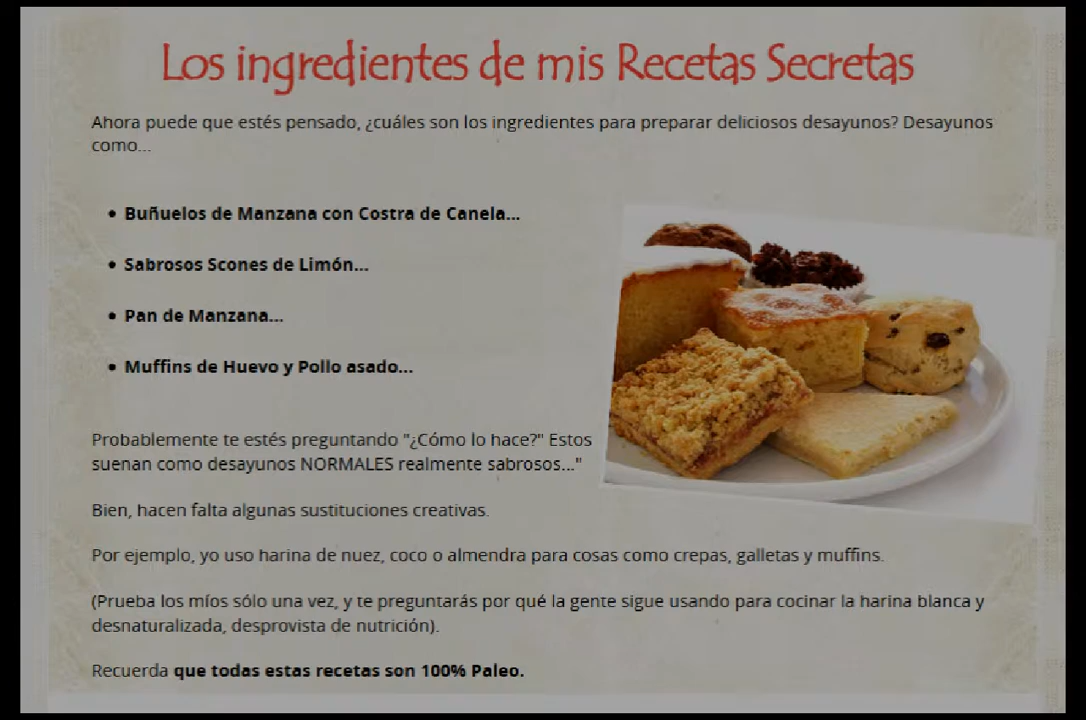 Los ingredientes de mis Recetas Secretas
Ahora puede que estés pensado, ¿cuáles son los ingredientes para preparar deliciosos desayunos? Desayunos
como...
• Buñuelos de Manzana con Costra de Canela...
• Sabrosos Scones de Limón...
• Pan de Manzana...
• Muffins de Huevo y Pollo asado...
Probablemente te estés preguntando "¿Cómo lo hace?" Estos
suenan como desayunos NORMALES realmente sabrosos..."
Bien, hacen falta algunas sustituciones creativas.
Por ejemplo, yo uso harina de nuez, coco o almendra para cosas como crepas, galletas y muffins.
(Prueba los míos sólo una vez, y te preguntarás por qué la gente sigue usando para cocinar la harina blanca y
desnaturalizada, desprovista de nutrición).
Recuerda que todas estas recetas son 100% Paleo.